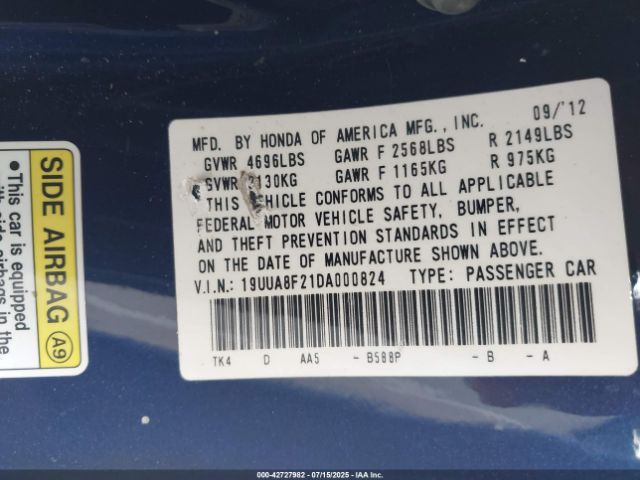 SIDE AIRBAG A9
●This car is equipped
09/'12
MFD. BY HONDA OF AMERICA MFG., INC.
GVWR 4696LBS GAWR F 2568LBS R 2149LBS
GVWR 130KG GAWR F 1165KG R 975KG
THIS VEHICLE CONFORMS TO ALL APPLICABLE
FEDERAL MOTOR VEHICLE SAFETY, BUMPER,
AND THEFT PREVENTION STANDARDS IN EFFECT
ON THE DATE OF MANUFACTURE SHOWN ABOVE.
V.I.N.: 19UUA8F21DA000824 TYPE: PASSENGER CAR
TK4 D AA5 - B588P - B - A
000-42727982 - 07/15/2025 - IAA Inc.